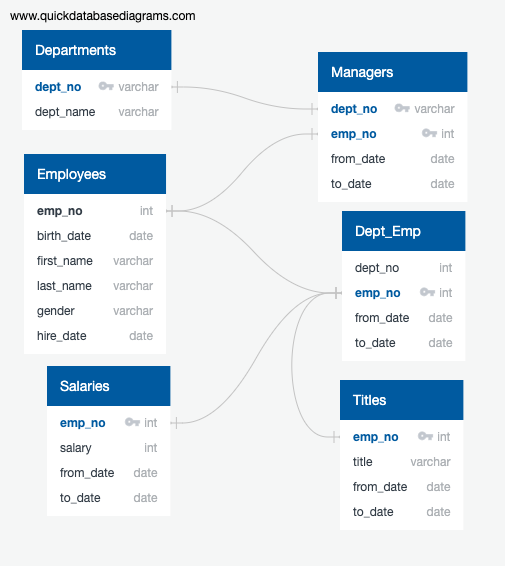 www.quickdatabasediagrams.com
Departments
dept_no varchar
dept_name varchar
Managers
dept_no varchar
emp_no int
from_date date
to_date date
Employees
emp_no int
birth_date date
first_name varchar
last_name varchar
gender varchar
hire_date date
Dept_Emp
dept_no int
emp_no int
from_date date
to_date date
Salaries
emp_no int
salary int
from_date date
to_date date
Titles
emp_no int
title varchar
from_date date
to_date date